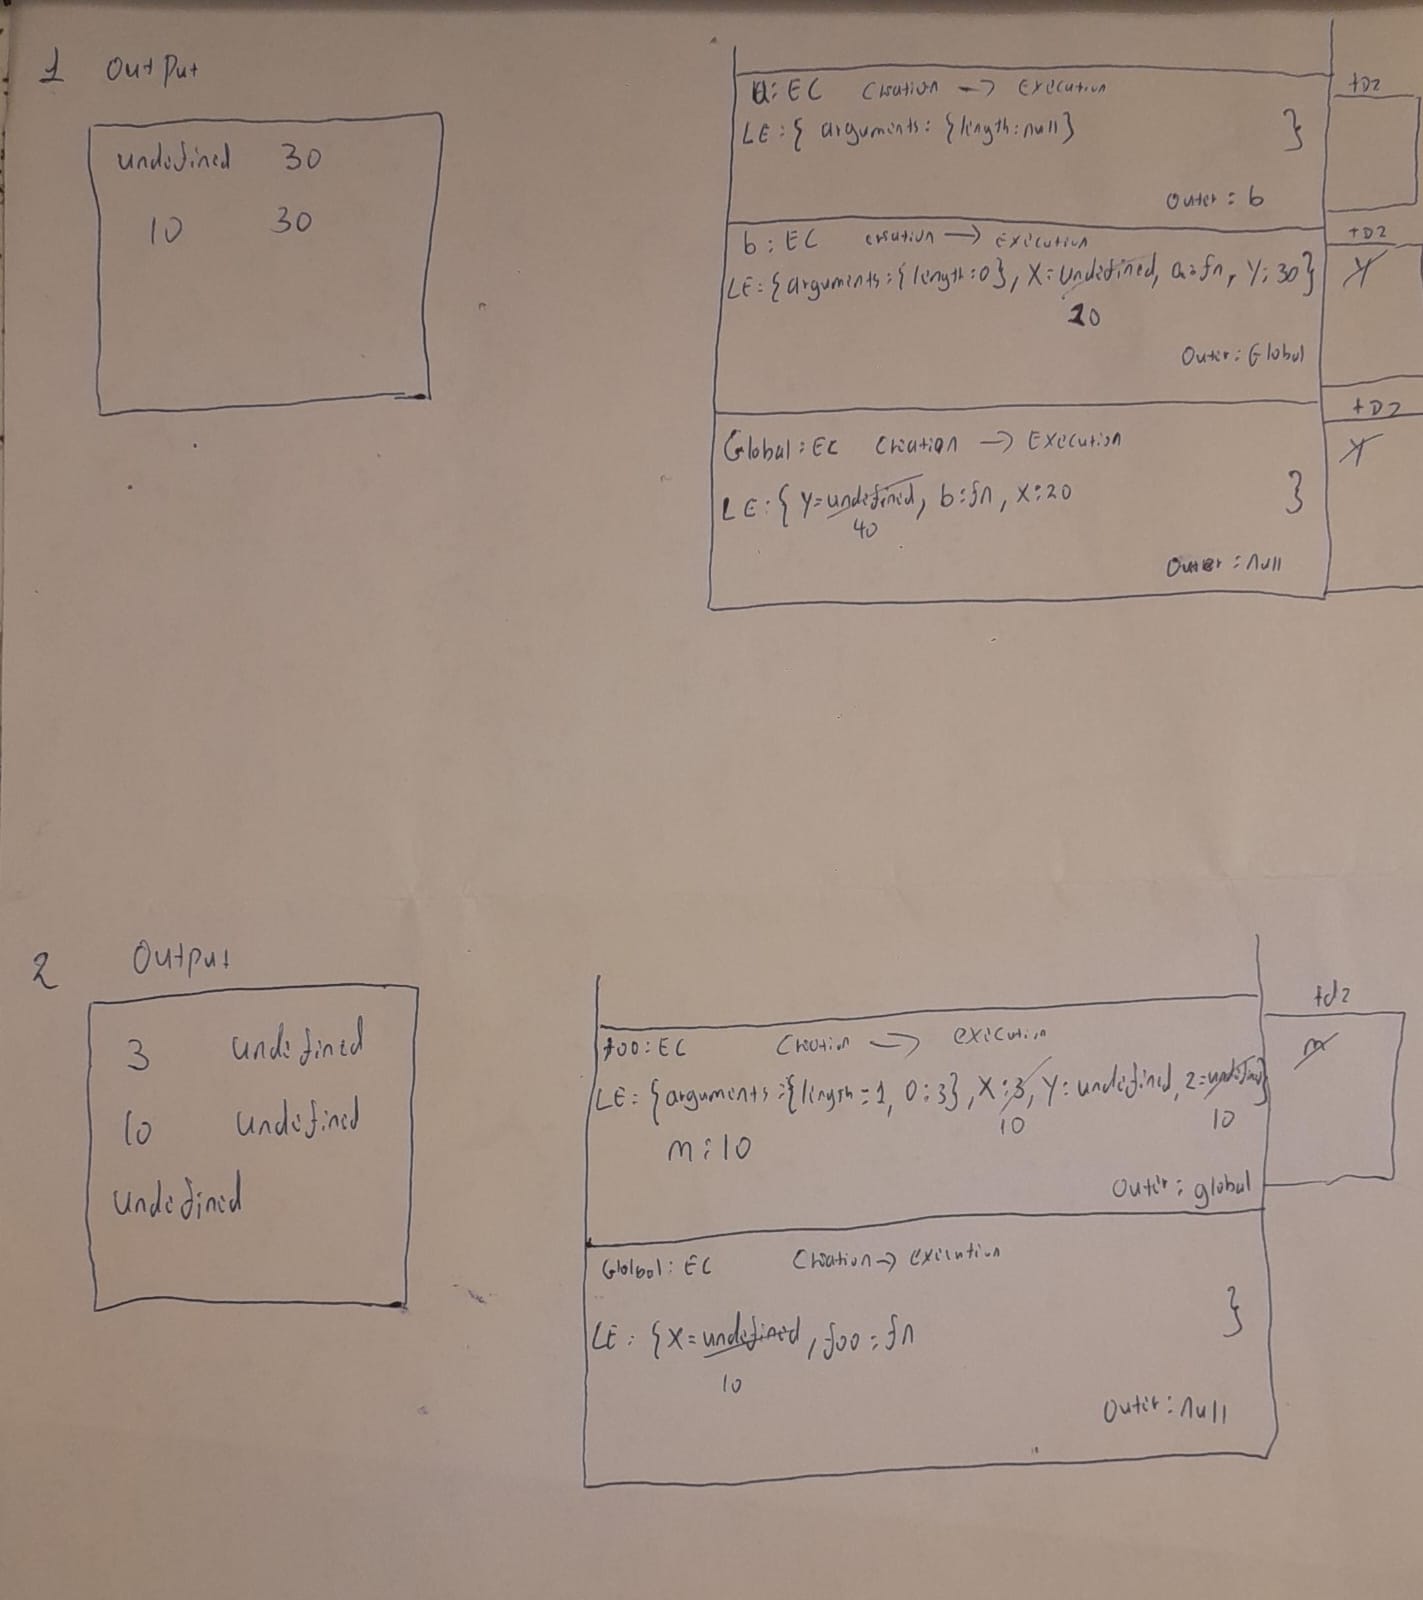 1 Output
undefined 30
10 30
a: EC Creation → Execution
LE: { arguments: {length: null} }
Outer: b
TDZ
b: EC creation → Execution
LE: {arguments: {length: 0}, X = undefined, a: fn, Y: 30}
20
Outer: Global
TDZ
Y
Global: EC Creation → Execution
LE: { Y = undefined, b: fn, X: 20 }
40
Outer: null
TDZ
X
2 Output
3 undefined
10 undefined
undefined
foo: EC Creation → execution
LE: {arguments: {length = 1, 0: 3}, X: 3, Y: undefined, z = undefined}
10 10
m: 10
Outer: global
tdz
m
Glolbal: EC Creation → execution
LE: {X = undefined, foo: fn }
10
Outer: null